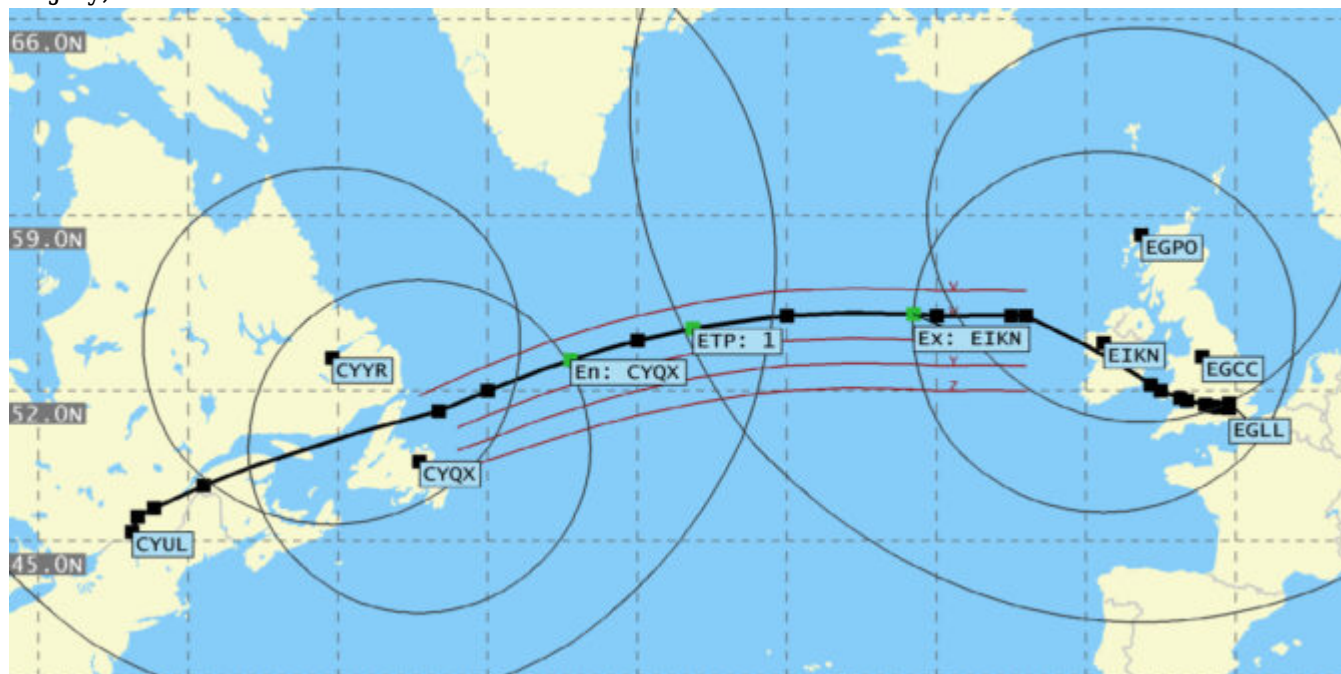 66.0N
59.0N
EGPO
V
X
ETP: 1
Ex: EIKN
EIKN
EGCC
CYYR
En: CYQX
Y
Z
52.0N
EGLL
CYQX
CYUL
45.0N